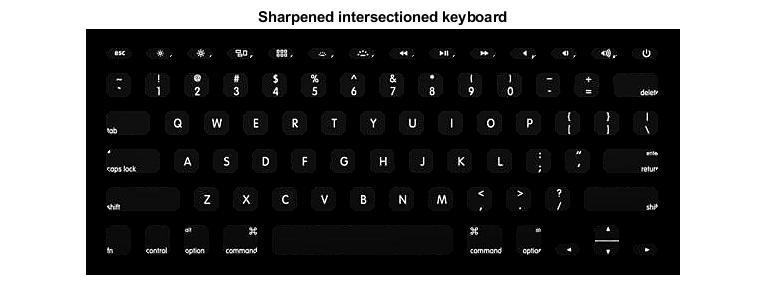 Sharpened intersectioned keyboard
esc
~ ! @ # $ % ^ & * ( ) — +
` 1 2 3 4 5 6 7 8 9 0 - = delete
tab Q W E R T Y U I O P { [ } ] | \
caps lock A S D F G H J K L : ; " ' enter return
shift Z X C V B N M < , > . ? / shif
fn control alt option ⌘ command ⌘ command alt option